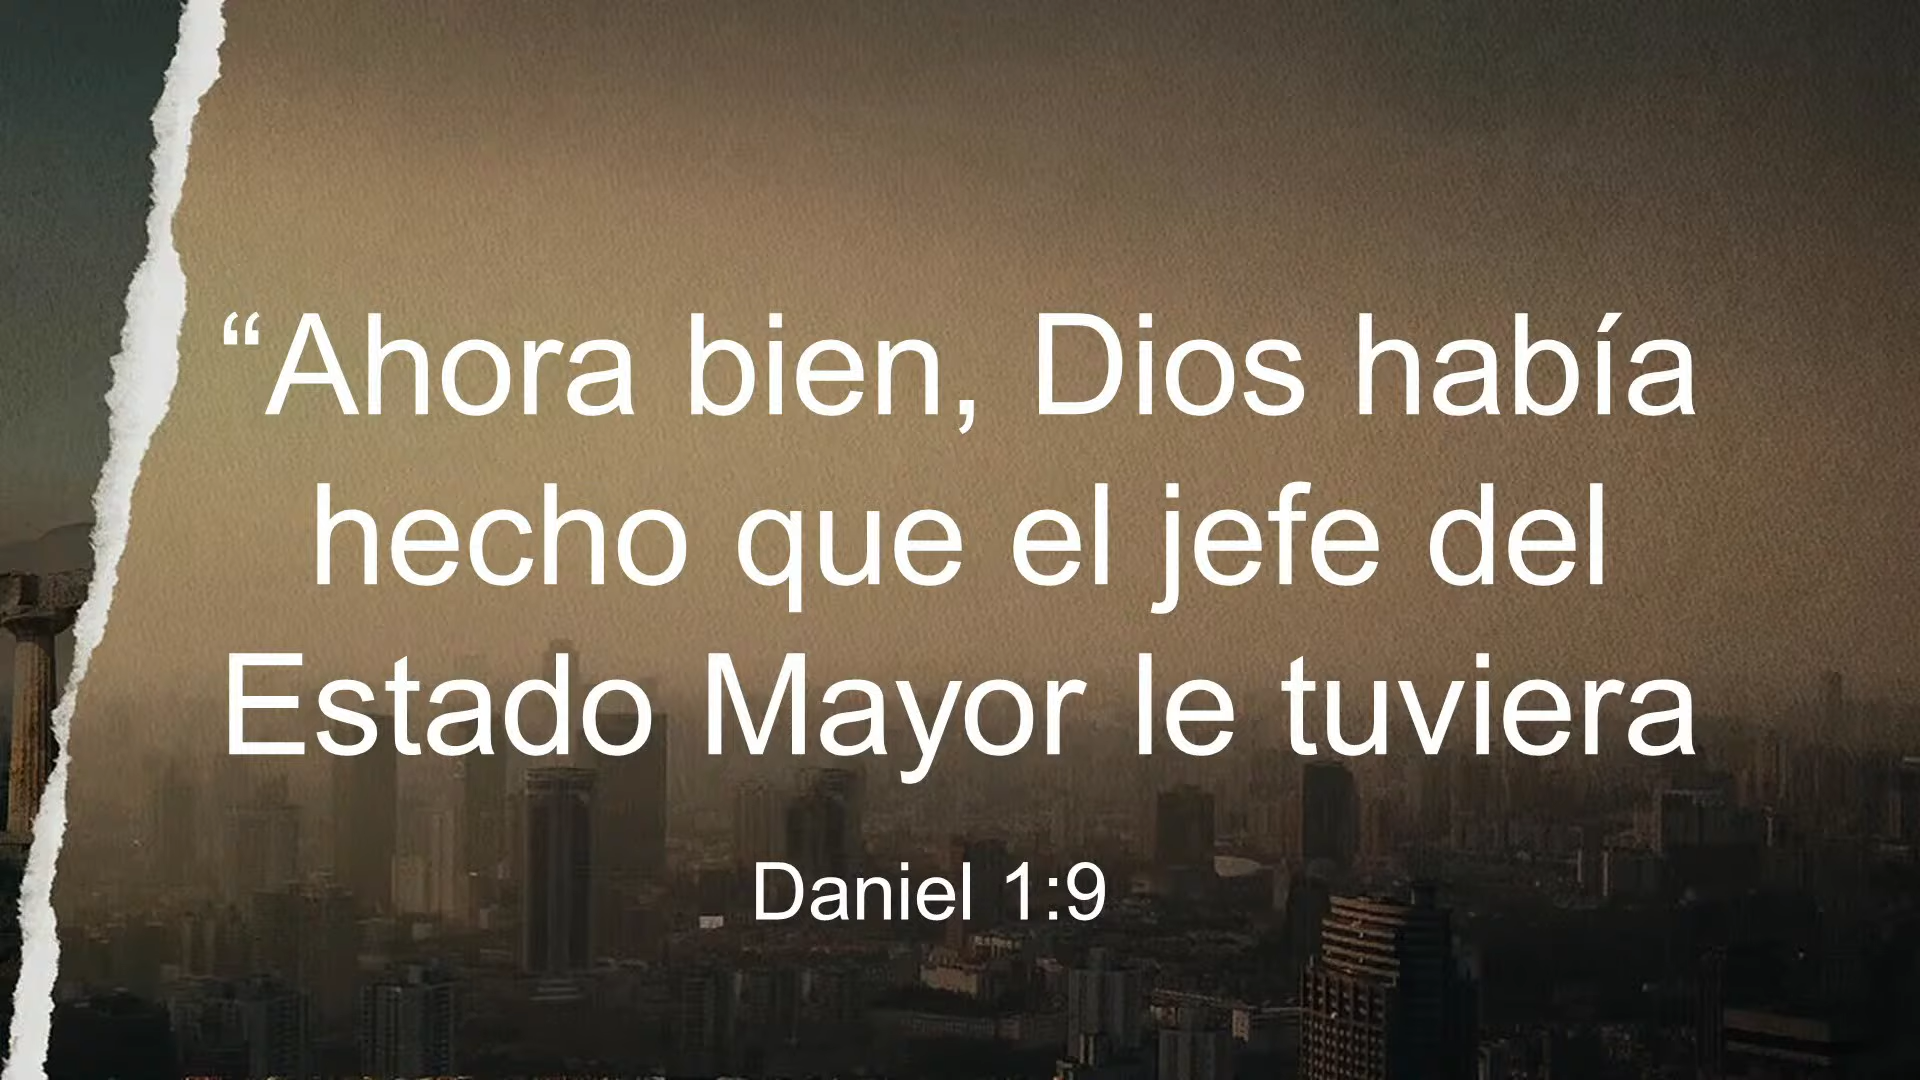 “Ahora bien, Dios había
hecho que el jefe del
Estado Mayor le tuviera
Daniel 1:9